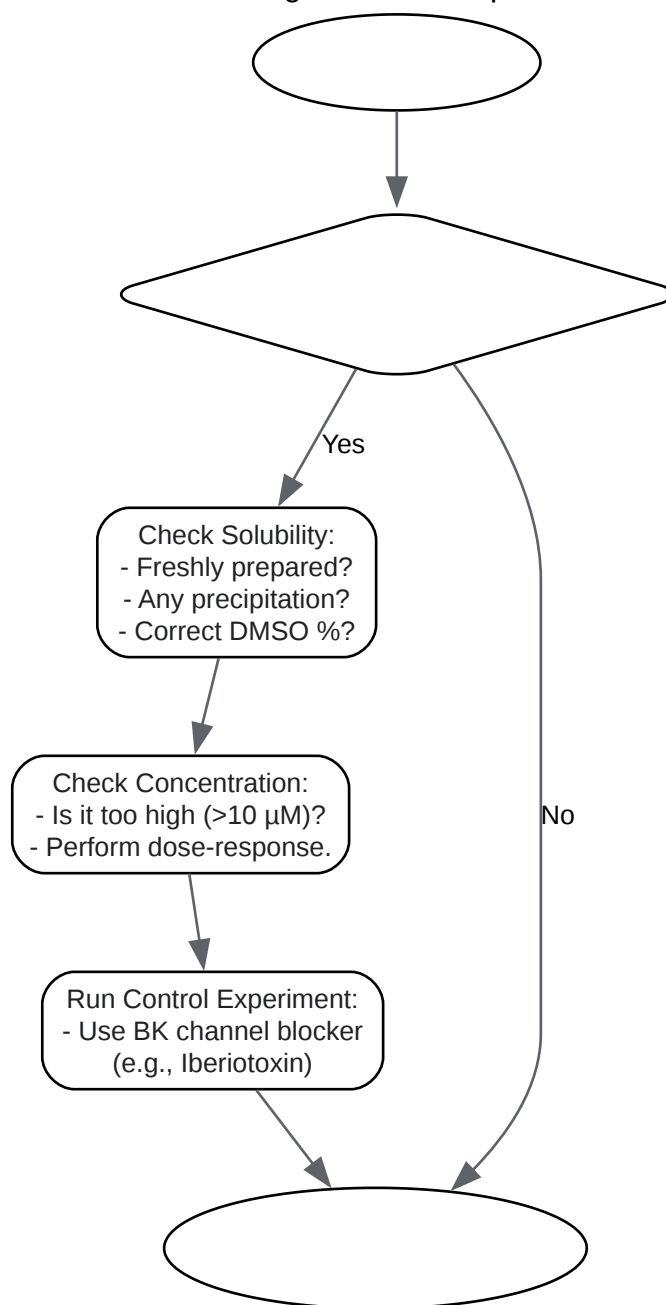 Yes
Check Solubility:
- Freshly prepared?
- Any precipitation?
- Correct DMSO %?
Check Concentration:
- Is it too high (>10 µM)?
- Perform dose-response.
No
Run Control Experiment:
- Use BK channel blocker
(e.g., Iberiotoxin)